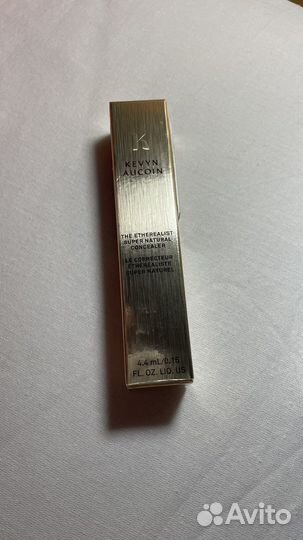 KEVYN
AUCOIN
THE ETHEREALIST
SUPER NATURAL
CONCEALER
LE CORRECTEUR
ETHEREALISTE
SUPER NATUREL
4.4 mL/0.15
FL. OZ. LIQ. US
Avito